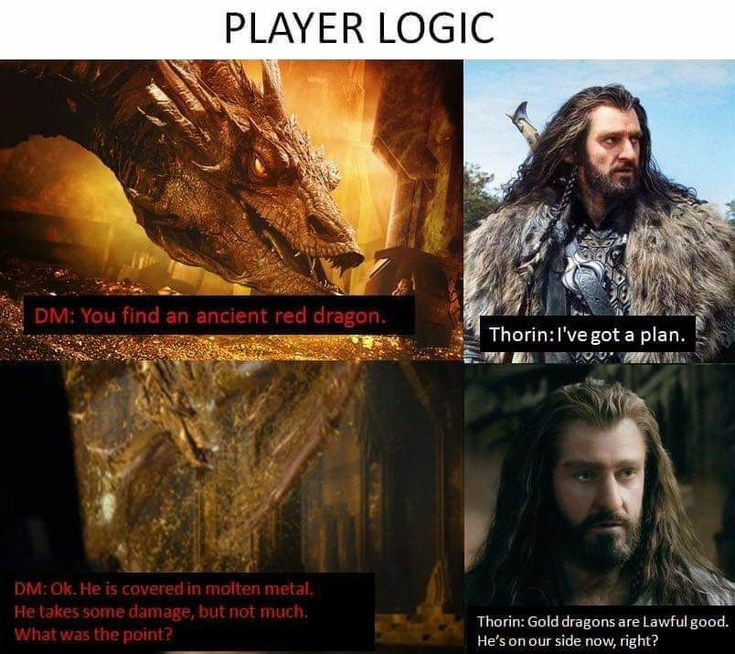 PLAYER LOGIC
DM: You find an ancient red dragon.
Thorin: I've got a plan.
DM: Ok. He is covered in molten metal.
He takes some damage, but not much.
What was the point?
Thorin: Gold dragons are Lawful good.
He's on our side now, right?